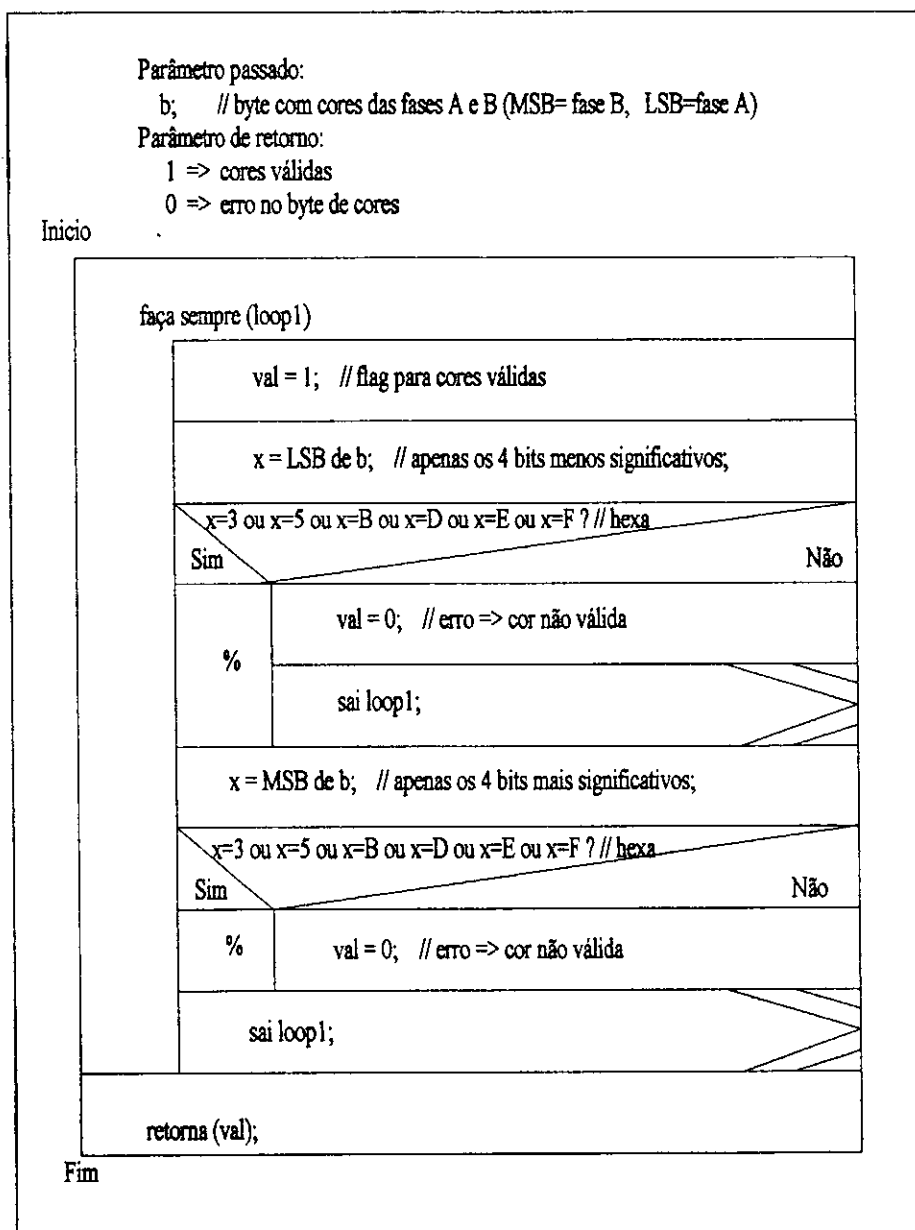 Parâmetro passado:
b; // byte com cores das fases A e B (MSB= fase B, LSB=fase A)
Parâmetro de retorno:
1 => cores válidas
0 => erro no byte de cores
Inicio
faça sempre (loop1)
val = 1; // flag para cores válidas
x = LSB de b; // apenas os 4 bits menos significativos;
x=3 ou x=5 ou x=B ou x=D ou x=E ou x=F ? // hexa
Sim Não
% val = 0; // erro => cor não válida
sai loop1;
x = MSB de b; // apenas os 4 bits mais significativos;
x=3 ou x=5 ou x=B ou x=D ou x=E ou x=F ? // hexa
Sim Não
% val = 0; // erro => cor não válida
sai loop1;
retorna (val);
Fim